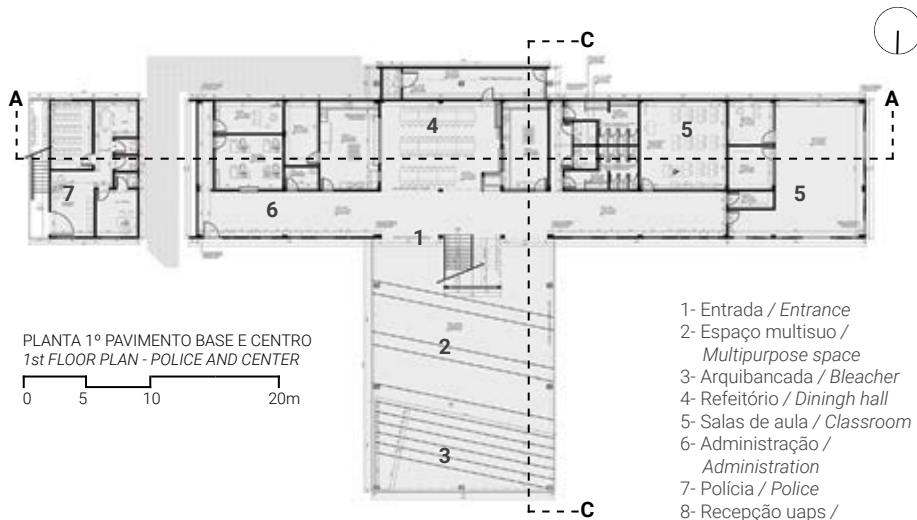 C
A
A
4
5
7
6
5
1
2
3
C
PLANTA 1º PAVIMENTO BASE E CENTRO
1st FLOOR PLAN - POLICE AND CENTER
0 5 10 20m
1- Entrada / Entrance
2- Espaço multisuo /
Multipurpose space
3- Arquibancada / Bleacher
4- Refeitório / Diningh hall
5- Salas de aula / Classroom
6- Administração /
Administration
7- Polícia / Police
8- Recepção uaps /